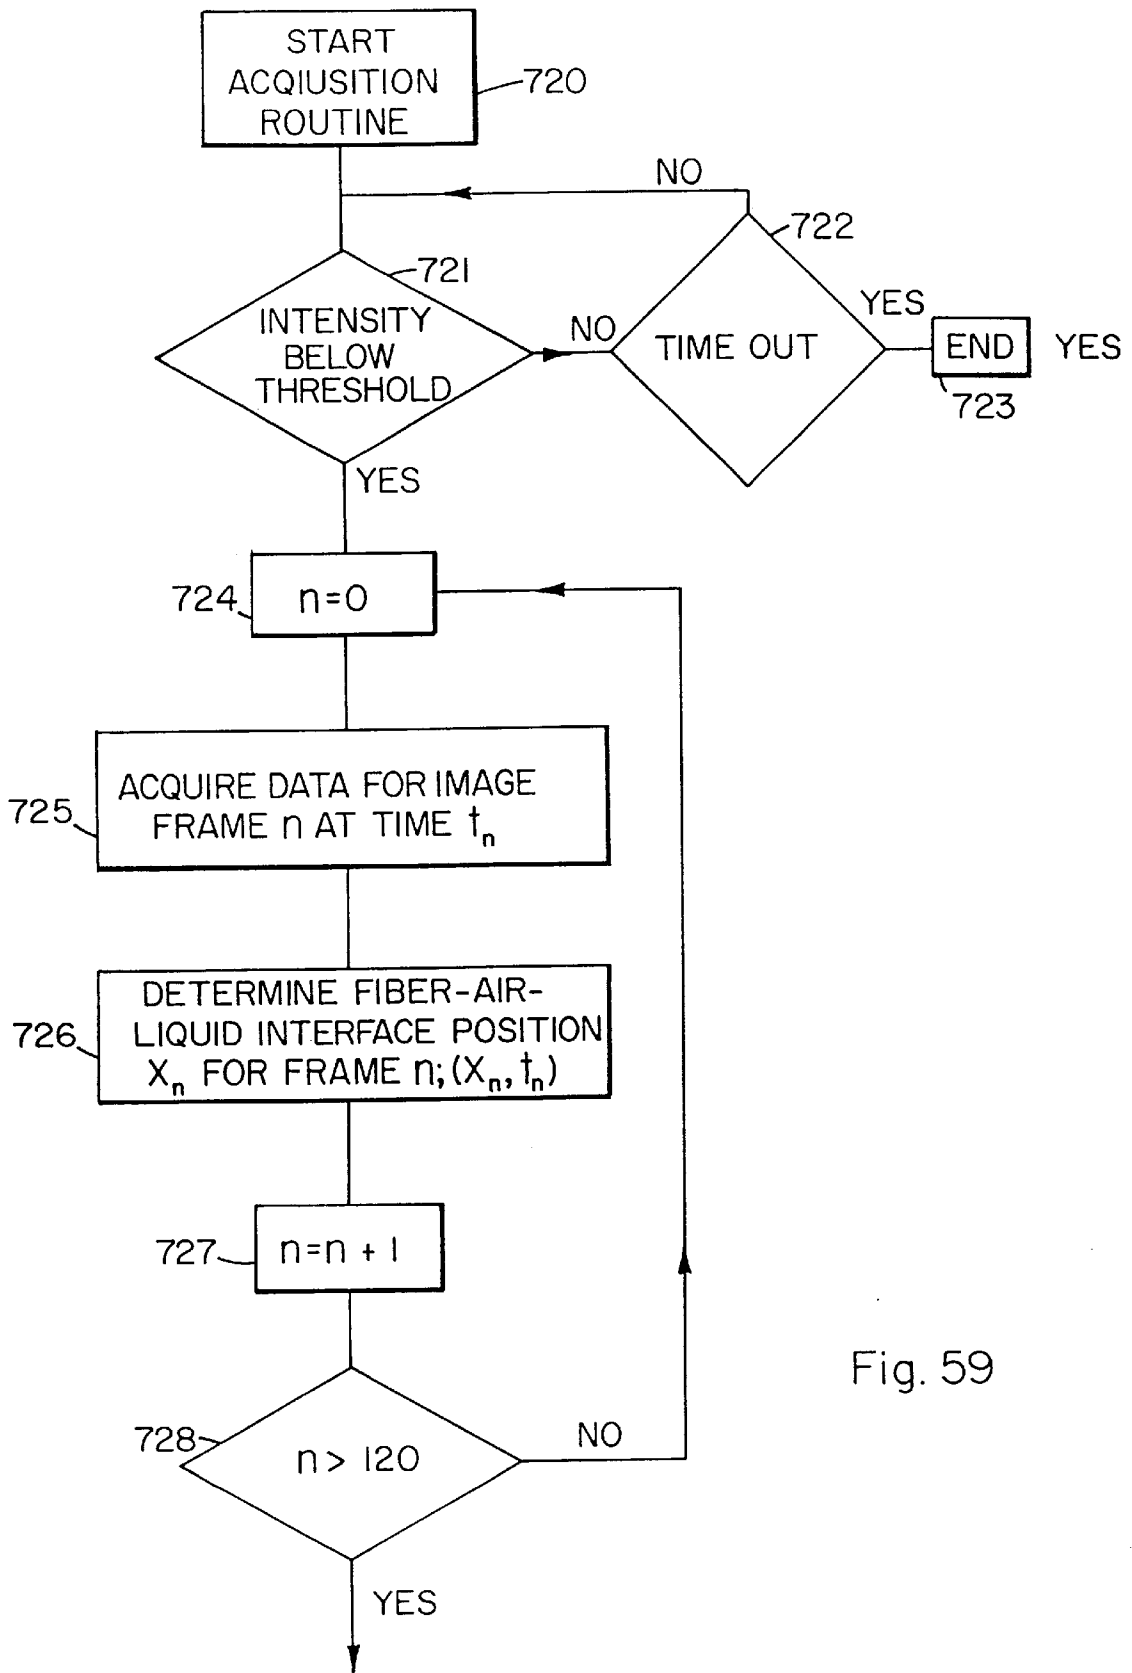 START
ACQIUSITION
ROUTINE
720
NO
722
721
INTENSITY
BELOW
THRESHOLD
NO
TIME OUT
YES
END
YES
723
YES
724
n=0
725
ACQUIRE DATA FOR IMAGE
FRAME n AT TIME tn
726
DETERMINE FIBER-AIR-
LIQUID INTERFACE POSITION
Xn FOR FRAME n; (Xn, tn)
727
n=n + 1
Fig. 59
728
n > 120
NO
YES